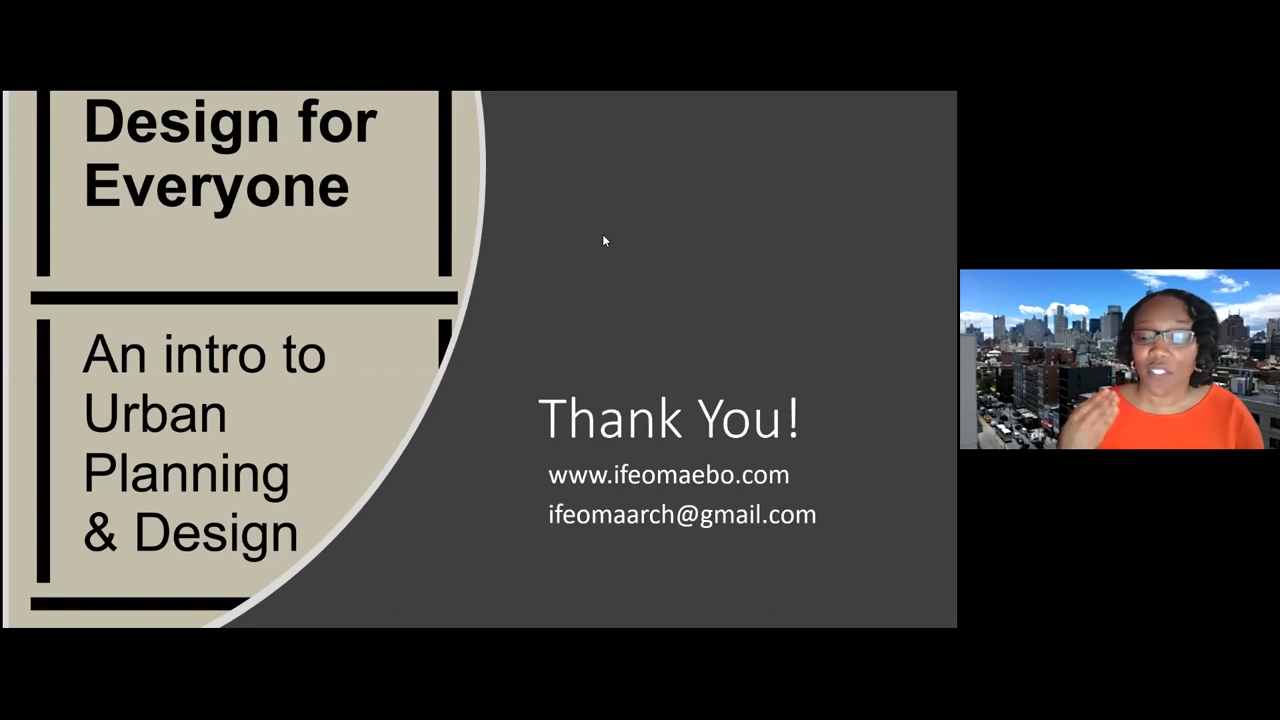 Design for
Everyone
An intro to
Urban
Planning
& Design
Thank You!
www.ifeomaebo.com
ifeomaarch@gmail.com